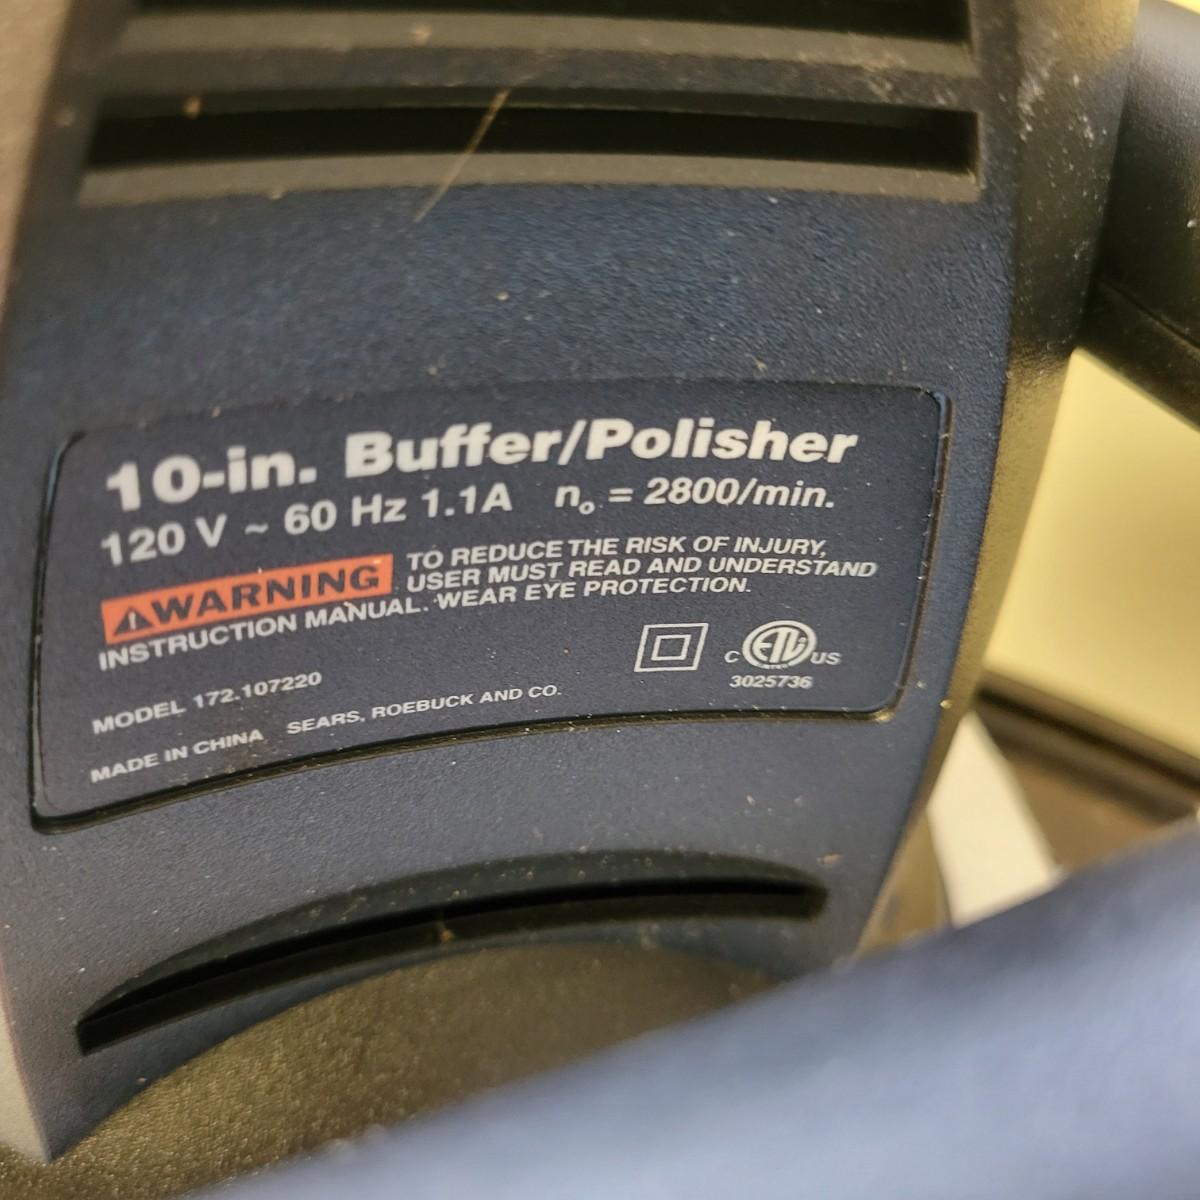 10-in. Buffer/Polisher
120 V ~ 60 Hz 1.1A nₒ = 2800/min.
⚠WARNING TO REDUCE THE RISK OF INJURY,
USER MUST READ AND UNDERSTAND
INSTRUCTION MANUAL. WEAR EYE PROTECTION.
C ETL US
INTERTEK
3025736
MODEL 172.107220
MADE IN CHINA SEARS, ROEBUCK AND CO.